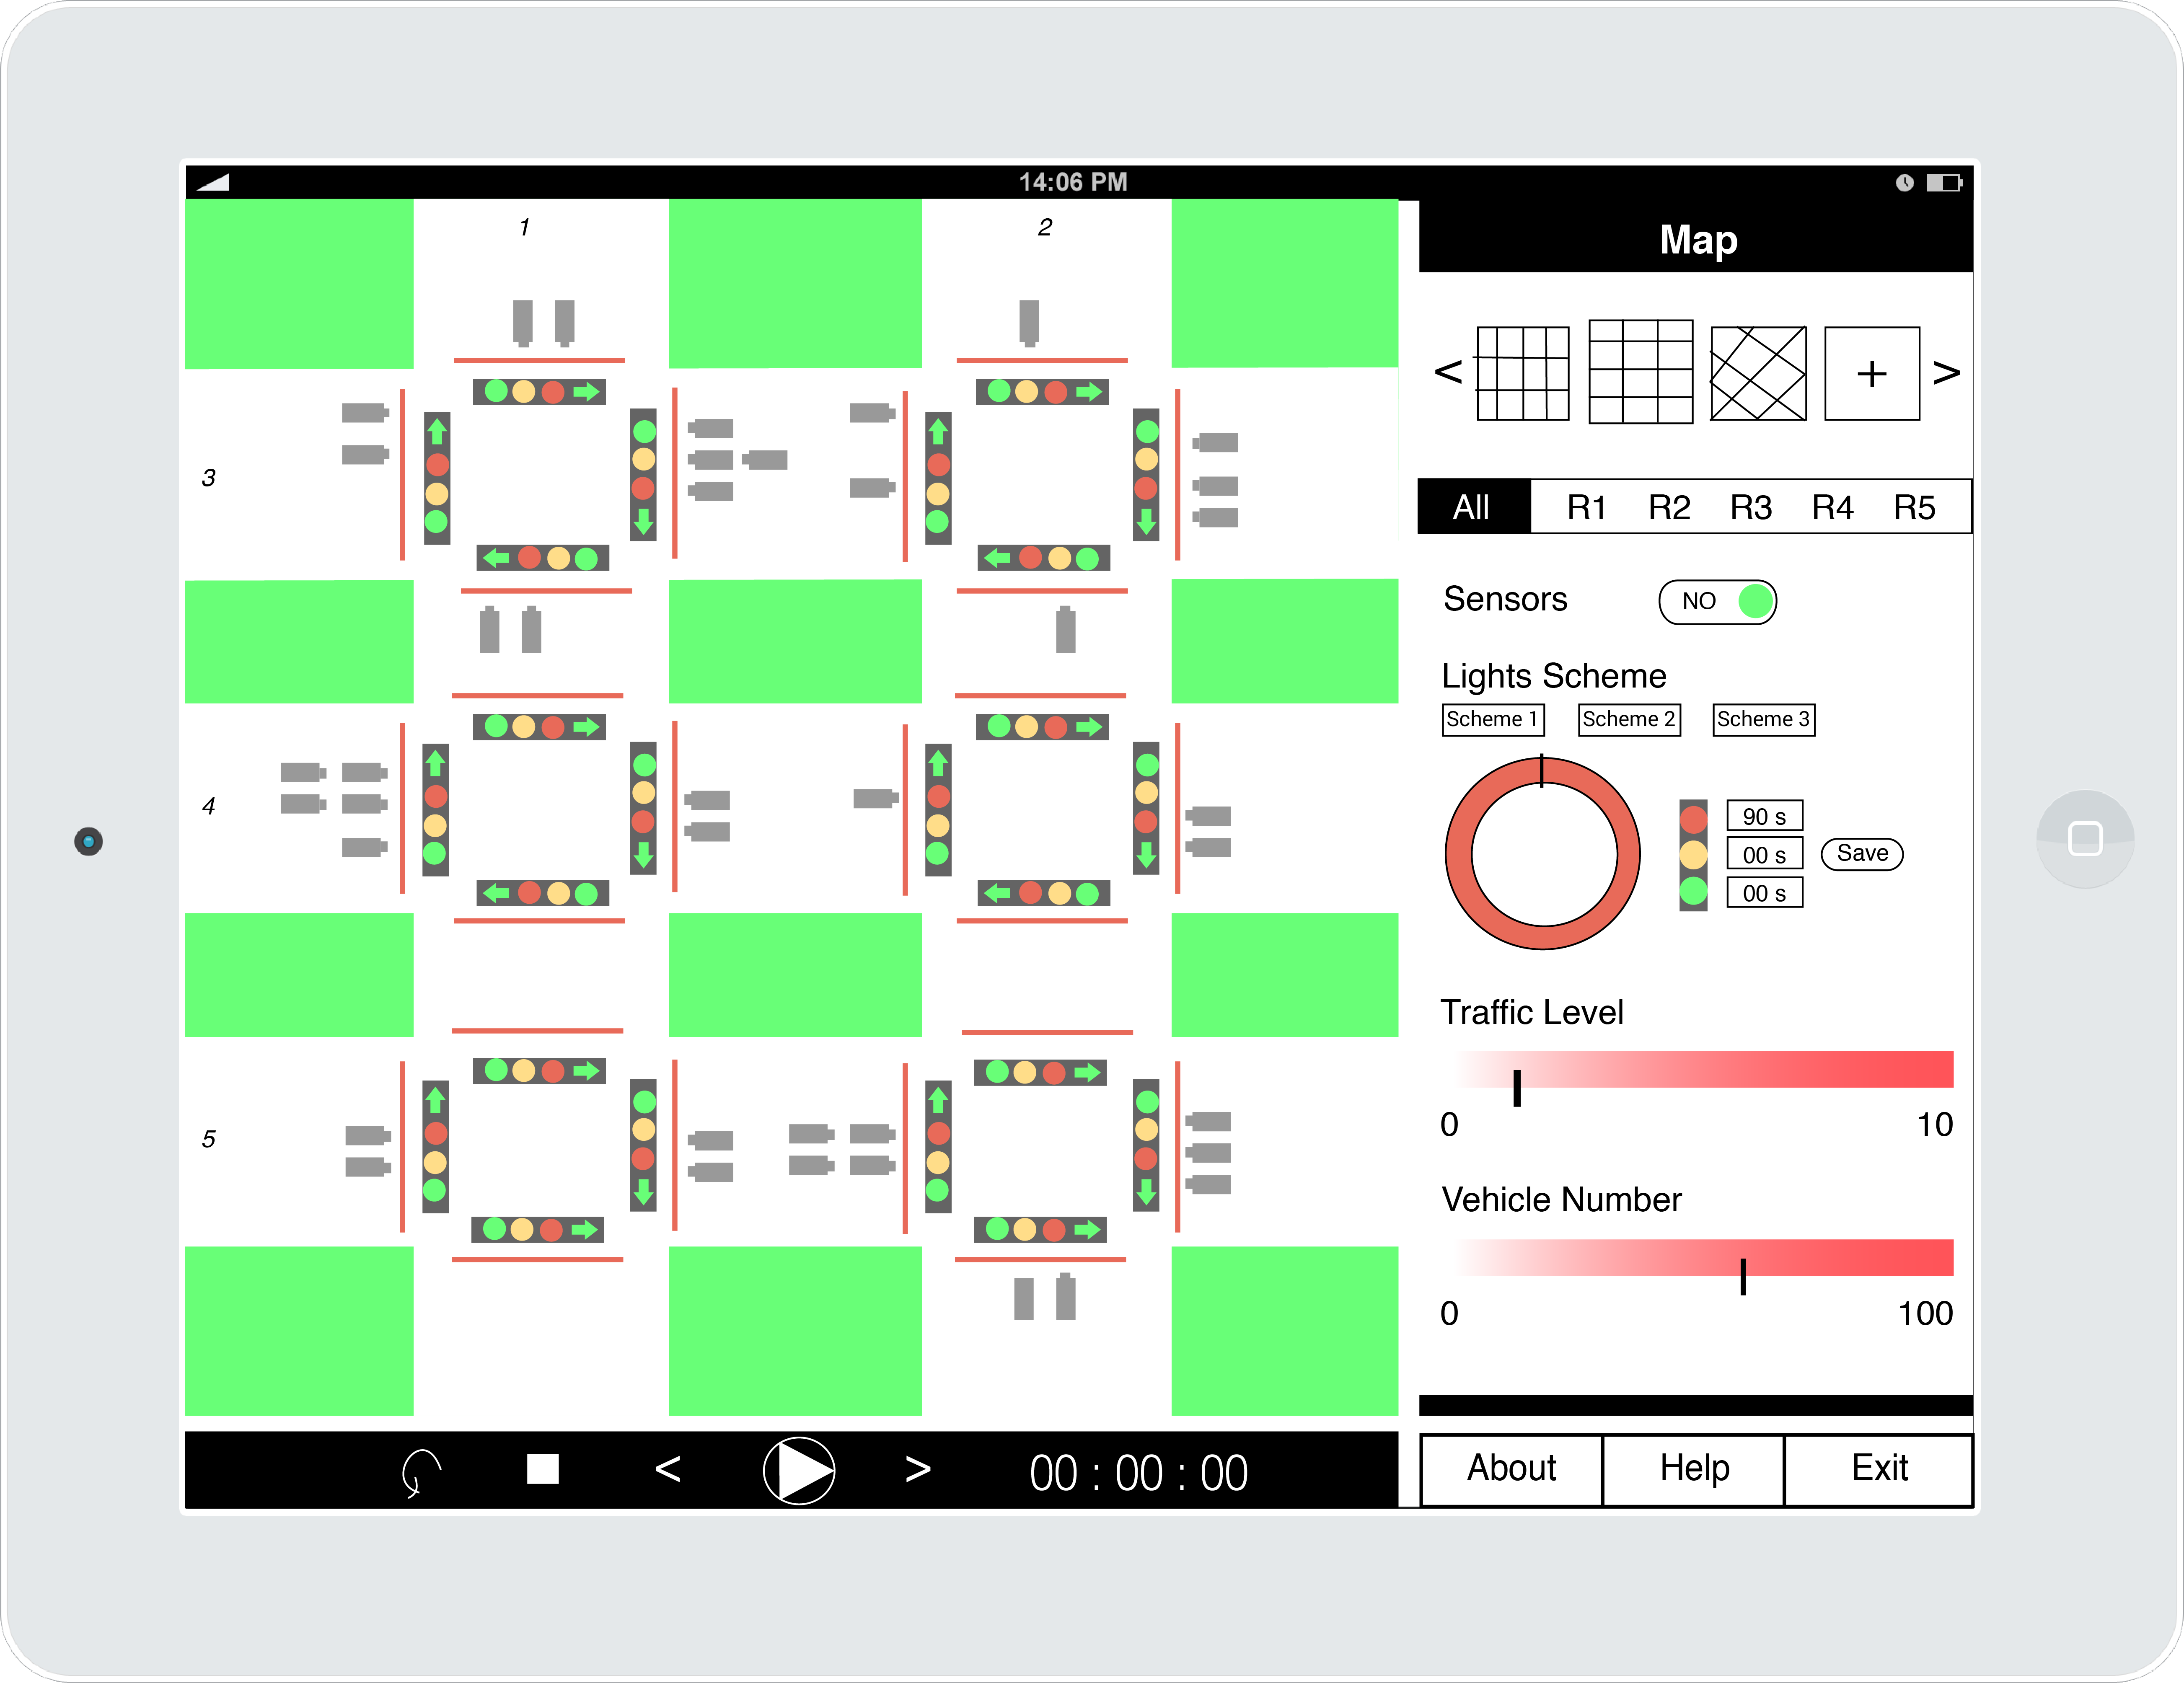 14:06 PM
1
2
3
4
5
Map
<
+
>
All R1 R2 R3 R4 R5
Sensors NO
Lights Scheme
Scheme 1 Scheme 2 Scheme 3
90 s
00 s
00 s
Save
Traffic Level
0 10
Vehicle Number
0 100
< > 00 : 00 : 00
About Help Exit